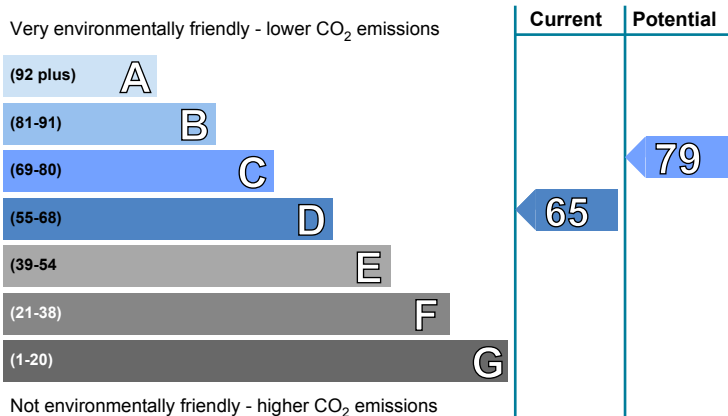 Very environmentally friendly - lower CO2 emissions
Current
Potential
(92 plus) A
(81-91) B
(69-80) C
79
(55-68) D
65
(39-54 E
(21-38) F
(1-20) G
Not environmentally friendly - higher CO2 emissions